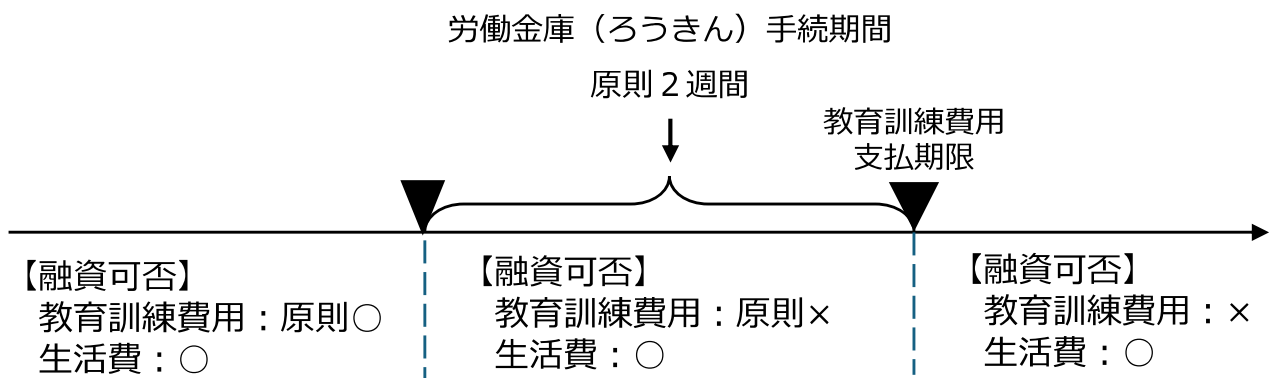 労働金庫（ろうきん）手続期間
原則２週間
教育訓練費用
支払期限
【融資可否】
教育訓練費用：原則○
生活費：○
【融資可否】
教育訓練費用：原則×
生活費：○
【融資可否】
教育訓練費用：×
生活費：○